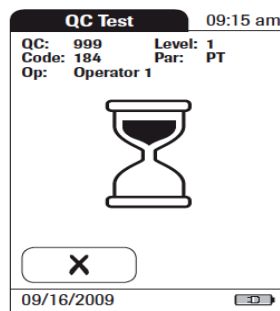 QC Test 09:15 am
QC: 999 Level: 1
Code: 184 Par: PT
Op: Operator 1
09/16/2009